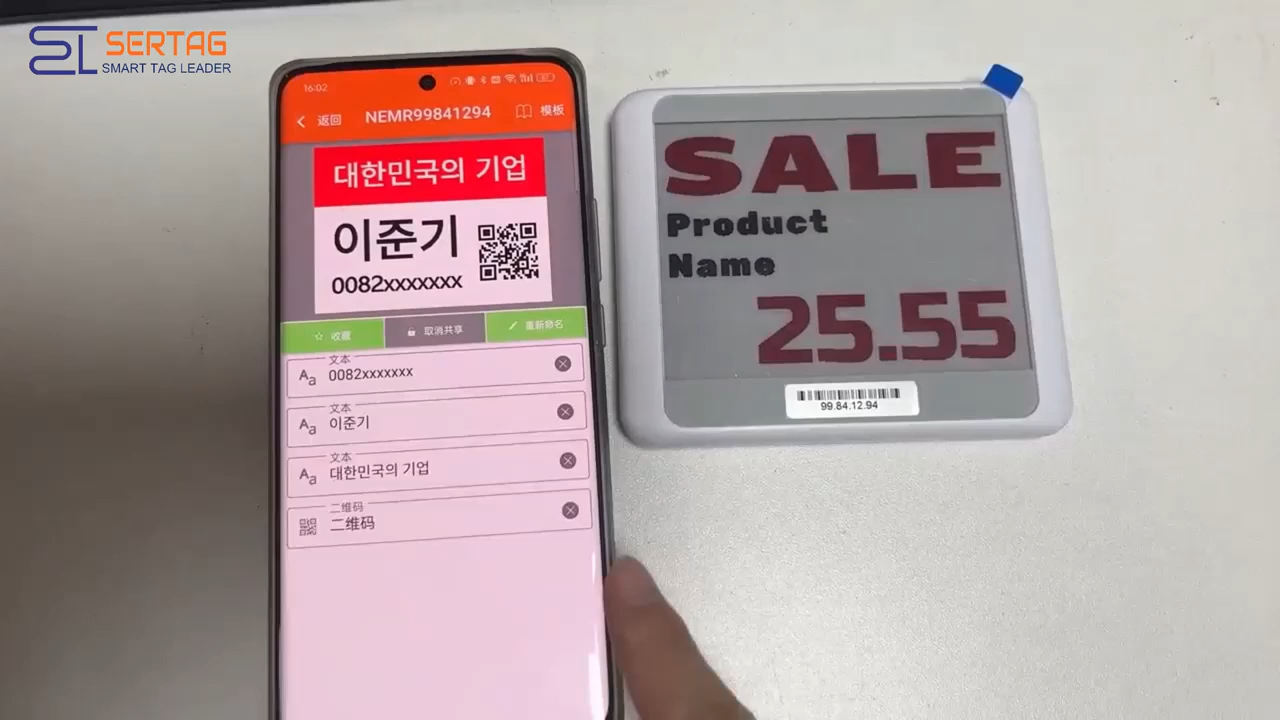 SERTAG
SMART TAG LEADER
16:02
返回
NEMR99841294
模板
대한민국의 기업
이준기
0082xxxxxxx
收藏
取消共享
重新命名
文本
0082xxxxxxx
文本
이준기
文本
대한민국의 기업
二维码
二维码
SALE
Product
Name
25.55
99.84.12.94